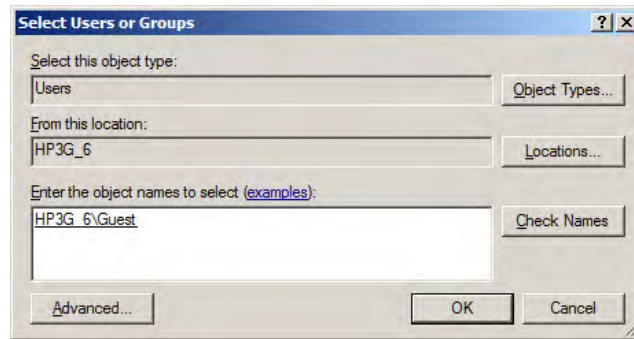 Select Users or Groups
Select this object type:
Users
Object Types...
From this location:
HP3G_6
Locations...
Enter the object names to select (examples):
HP3G_6\Guest
Check Names
Advanced...
OK
Cancel